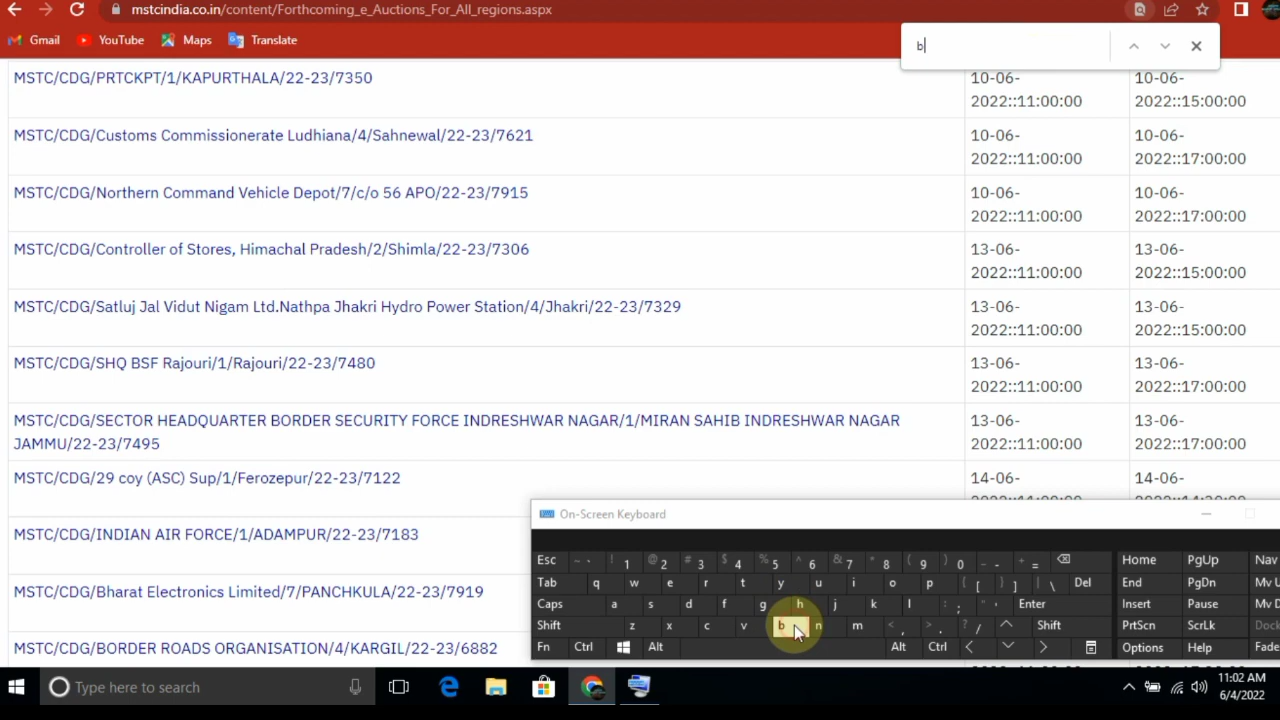 mstcindia.co.in/content/Forthcoming_e_Auctions_For_All_regions.aspx
Gmail YouTube Maps Translate
b
MSTC/CDG/PRTCKPT/1/KAPURTHALA/22-23/7350 10-06- 10-06-
2022::11:00:00 2022::15:00:00
MSTC/CDG/Customs Commissionerate Ludhiana/4/Sahnewal/22-23/7621 10-06- 10-06-
2022::11:00:00 2022::17:00:00
MSTC/CDG/Northern Command Vehicle Depot/7/c/o 56 APO/22-23/7915 10-06- 10-06-
2022::11:00:00 2022::17:00:00
MSTC/CDG/Controller of Stores, Himachal Pradesh/2/Shimla/22-23/7306 13-06- 13-06-
2022::11:00:00 2022::15:00:00
MSTC/CDG/Satluj Jal Vidut Nigam Ltd.Nathpa Jhakri Hydro Power Station/4/Jhakri/22-23/7329 13-06- 13-06-
2022::11:00:00 2022::15:00:00
MSTC/CDG/SHQ BSF Rajouri/1/Rajouri/22-23/7480 13-06- 13-06-
2022::11:00:00 2022::17:00:00
MSTC/CDG/SECTOR HEADQUARTER BORDER SECURITY FORCE INDRESHWAR NAGAR/1/MIRAN SAHIB INDRESHWAR NAGAR 13-06- 13-06-
JAMMU/22-23/7495 2022::11:00:00 2022::17:00:00
MSTC/CDG/29 coy (ASC) Sup/1/Ferozepur/22-23/7122 14-06- 14-06-
MSTC/CDG/INDIAN AIR FORCE/1/ADAMPUR/22-23/7183
MSTC/CDG/Bharat Electronics Limited/7/PANCHKULA/22-23/7919
MSTC/CDG/BORDER ROADS ORGANISATION/4/KARGIL/22-23/6882
On-Screen Keyboard
Esc ~ ` ! 1 @ 2 # 3 $ 4 % 5 ^ 6 & 7 * 8 ( 9 ) 0 _ - + = Home PgUp Nav
Tab q w e r t y u i o p { [ } ] | \ Del End PgDn Mv
Caps a s d f g h j k l : ; " ' Enter Insert Pause Mv
Shift z x c v b n m < , > . ? / Shift PrtScn ScrLk Dock
Fn Ctrl Alt Alt Ctrl Options Help Fade
Type here to search
11:02 AM
6/4/2022